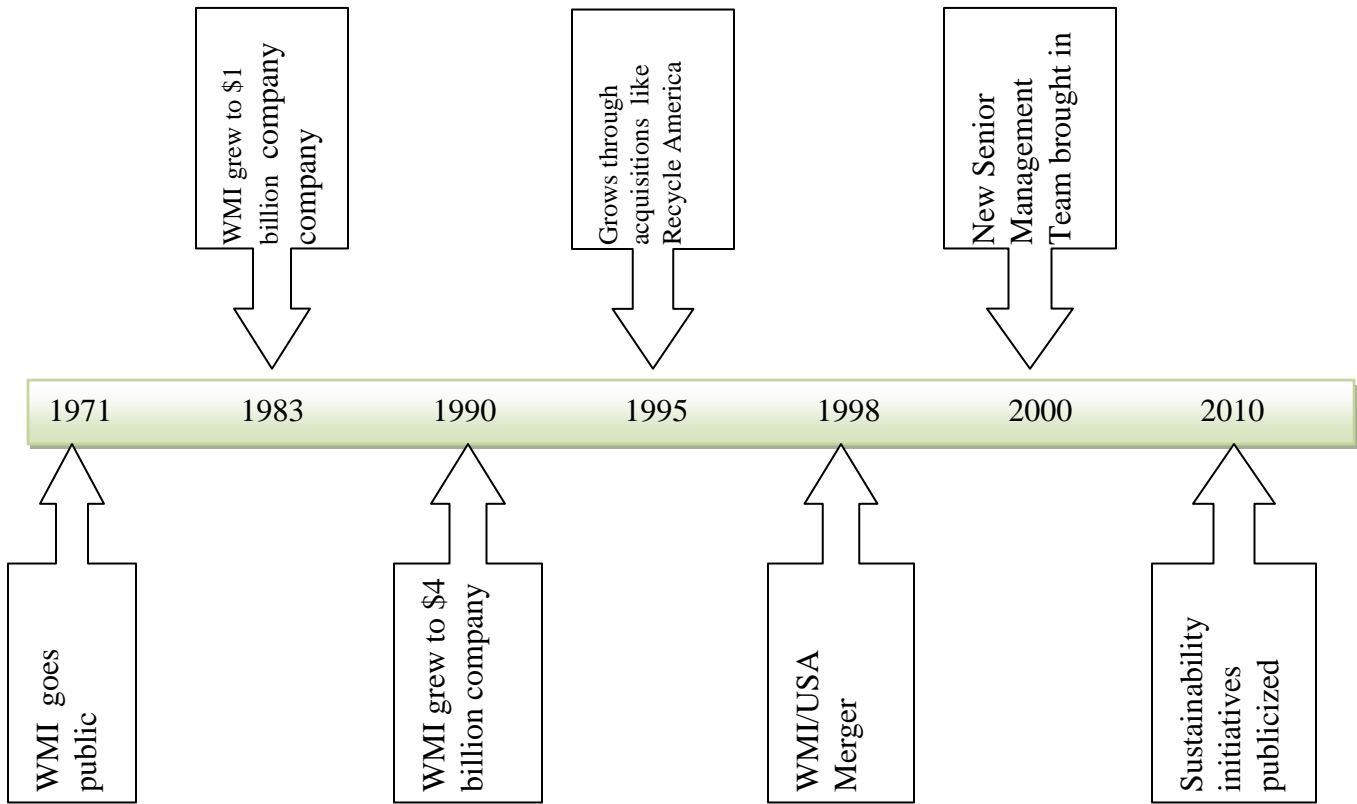 WMI grew to $1
billion company
company
Grows through
acquisitions like
Recycle America
New Senior
Management
Team brought in
1971 1983 1990 1995 1998 2000 2010
WMI goes
public
WMI grew to $4
billion company
WMI/USA
Merger
Sustainability
initiatives
publicized